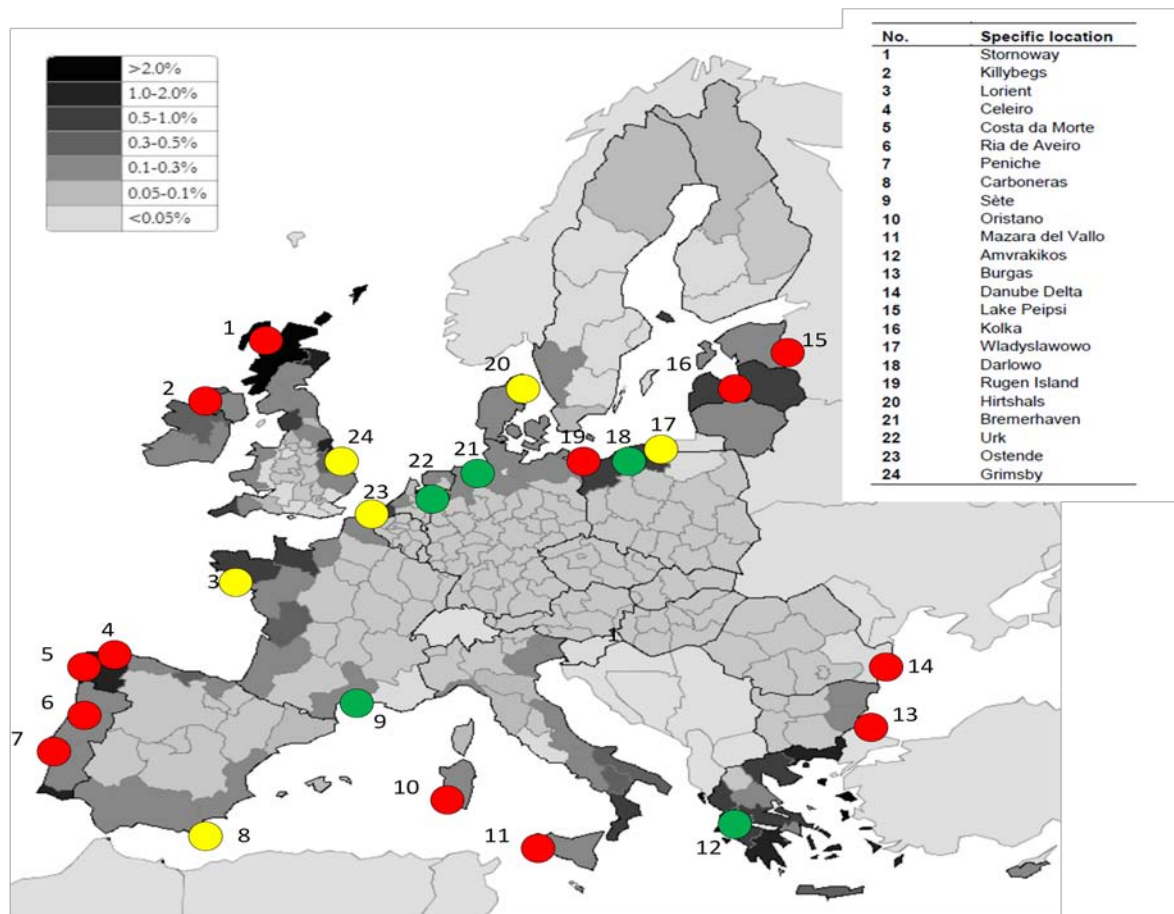 >2.0%
1.0-2.0%
0.5-1.0%
0.3-0.5%
0.1-0.3%
0.05-0.1%
<0.05%
No. Specific location
1 Stornoway
2 Killybegs
3 Lorient
4 Celeiro
5 Costa da Morte
6 Ria de Aveiro
7 Peniche
8 Carboneras
9 Sète
10 Oristano
11 Mazara del Vallo
12 Amvrakikos
13 Burgas
14 Danube Delta
15 Lake Peipsi
16 Kolka
17 Wladyslawowo
18 Darlowo
19 Rugen Island
20 Hirtshals
21 Bremerhaven
22 Urk
23 Ostende
24 Grimsby
1
15
16
20
2
17
24
21
19
18
22
23
3
1
4
5
14
6
9
13
7
10
8
11
12